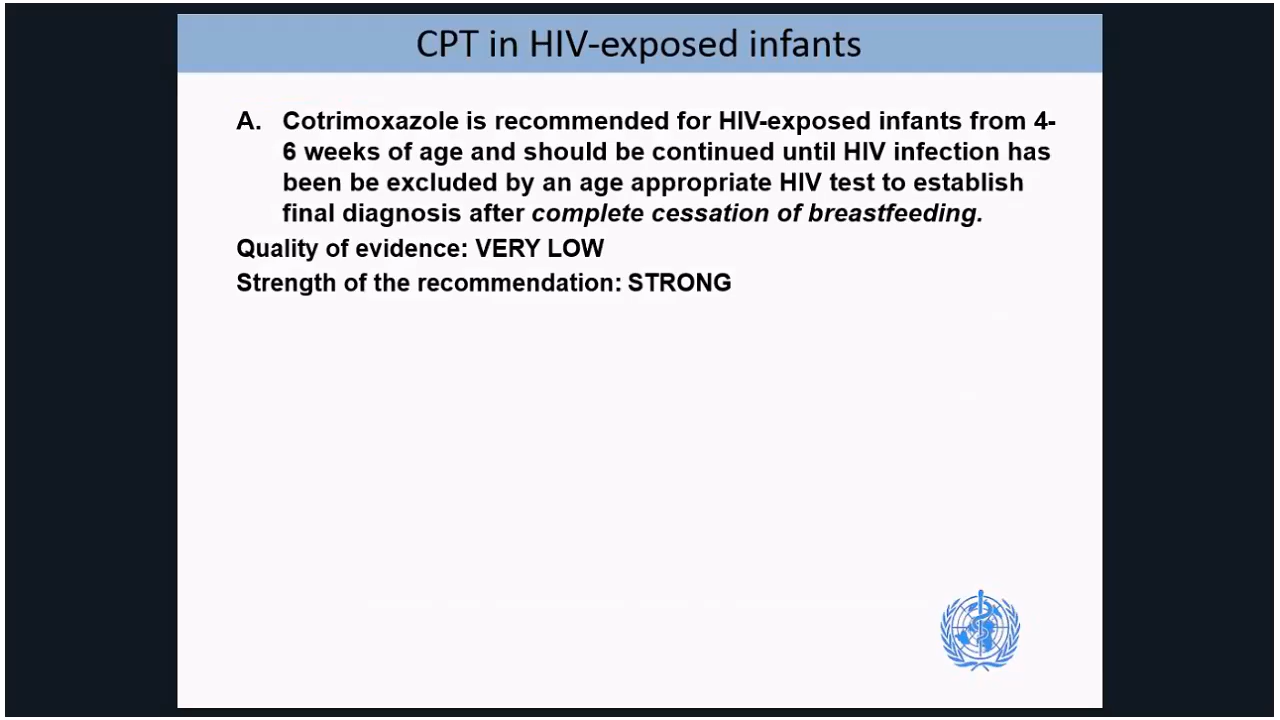 CPT in HIV-exposed infants
A. Cotrimoxazole is recommended for HIV-exposed infants from 4-
6 weeks of age and should be continued until HIV infection has
been be excluded by an age appropriate HIV test to establish
final diagnosis after complete cessation of breastfeeding.
Quality of evidence: VERY LOW
Strength of the recommendation: STRONG